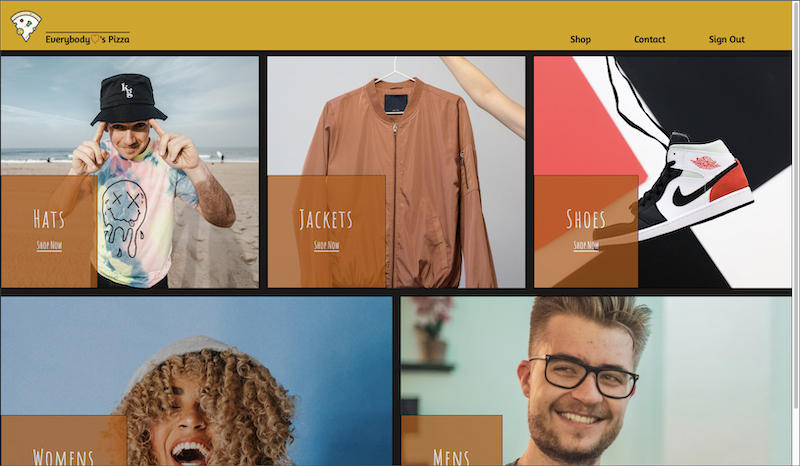 Everybody♡'s Pizza
Shop
Contact
Sign Out
Hats
Shop Now
Jackets
Shop Now
Shoes
Shop Now
Womens
Mens